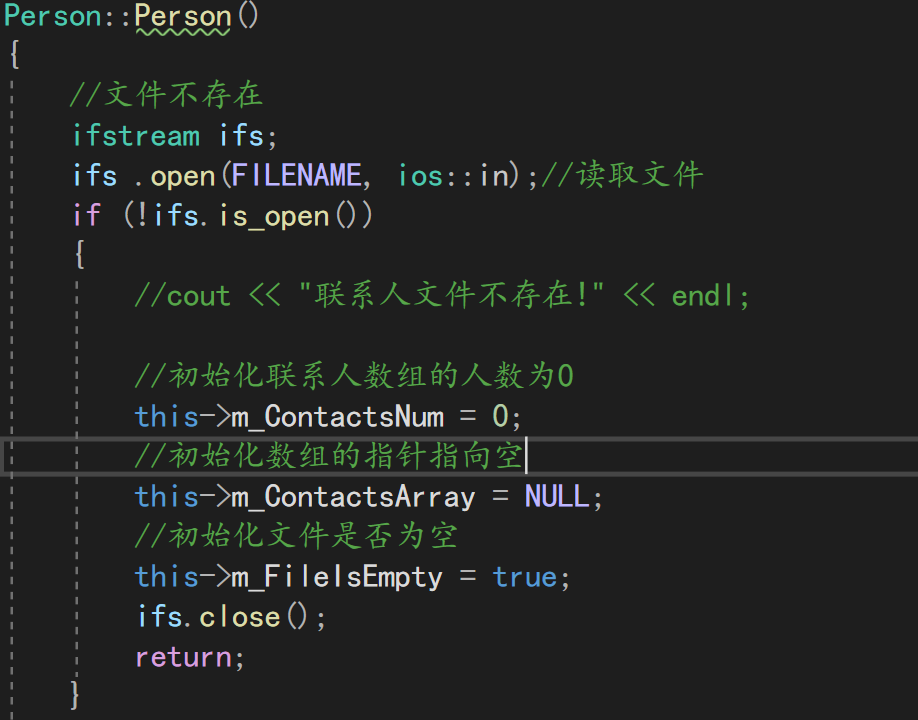 Person::Person()
{
//文件不存在
ifstream ifs;
ifs .open(FILENAME, ios::in);//读取文件
if (!ifs.is_open())
{
//cout << "联系人文件不存在!" << endl;
//初始化联系人数组的人数为0
this->m_ContactsNum = 0;
//初始化数组的指针指向空
this->m_ContactsArray = NULL;
//初始化文件是否为空
this->m_FileIsEmpty = true;
ifs.close();
return;
}